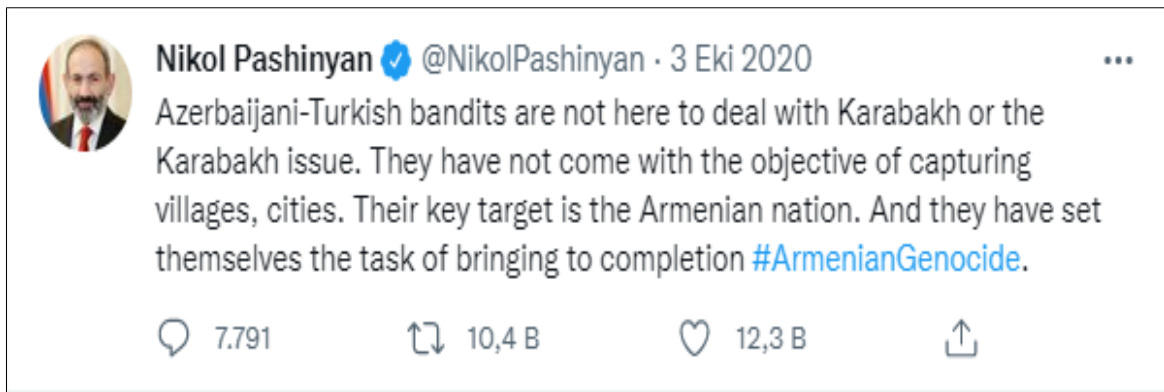 Nikol Pashinyan @NikolPashinyan · 3 Eki 2020
Azerbaijani-Turkish bandits are not here to deal with Karabakh or the
Karabakh issue. They have not come with the objective of capturing
villages, cities. Their key target is the Armenian nation. And they have set
themselves the task of bringing to completion #ArmenianGenocide.
7.791 10,4 B 12,3 B